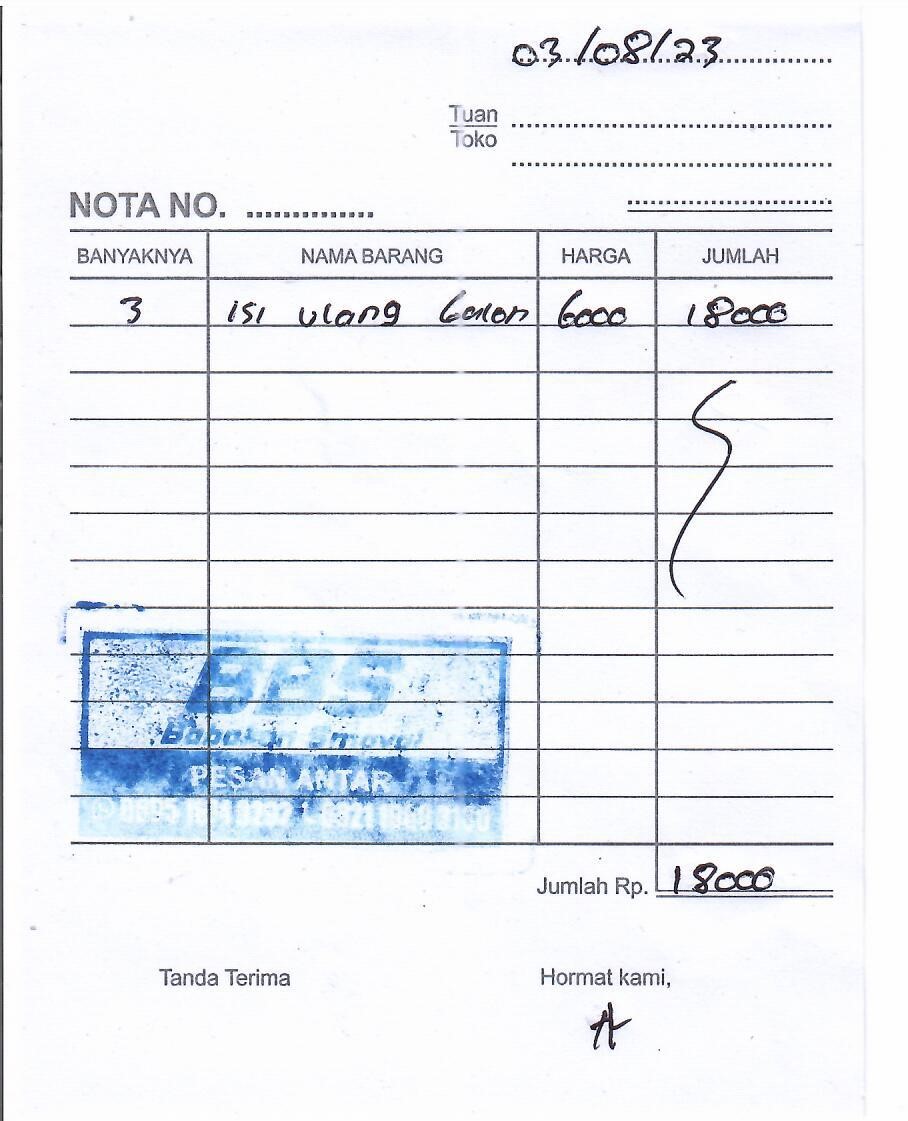 03/08/23
Tuan
Toko
NOTA NO.
BANYAKNYA NAMA BARANG HARGA JUMLAH
3 isi ulang Galon 6000 18000
BBS
PESAN ANTAR
Jumlah Rp. 18000
Tanda Terima Hormat kami,